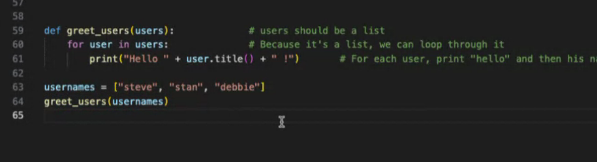 57
58
59 def greet_users(users): # users should be a list
60 for user in users: # Because it's a list, we can loop through it
61 print("Hello " + user.title() + " !") # For each user, print "hello" and then his
62
63 usernames = ["steve", "stan", "debbie"]
64 greet_users(usernames)
65